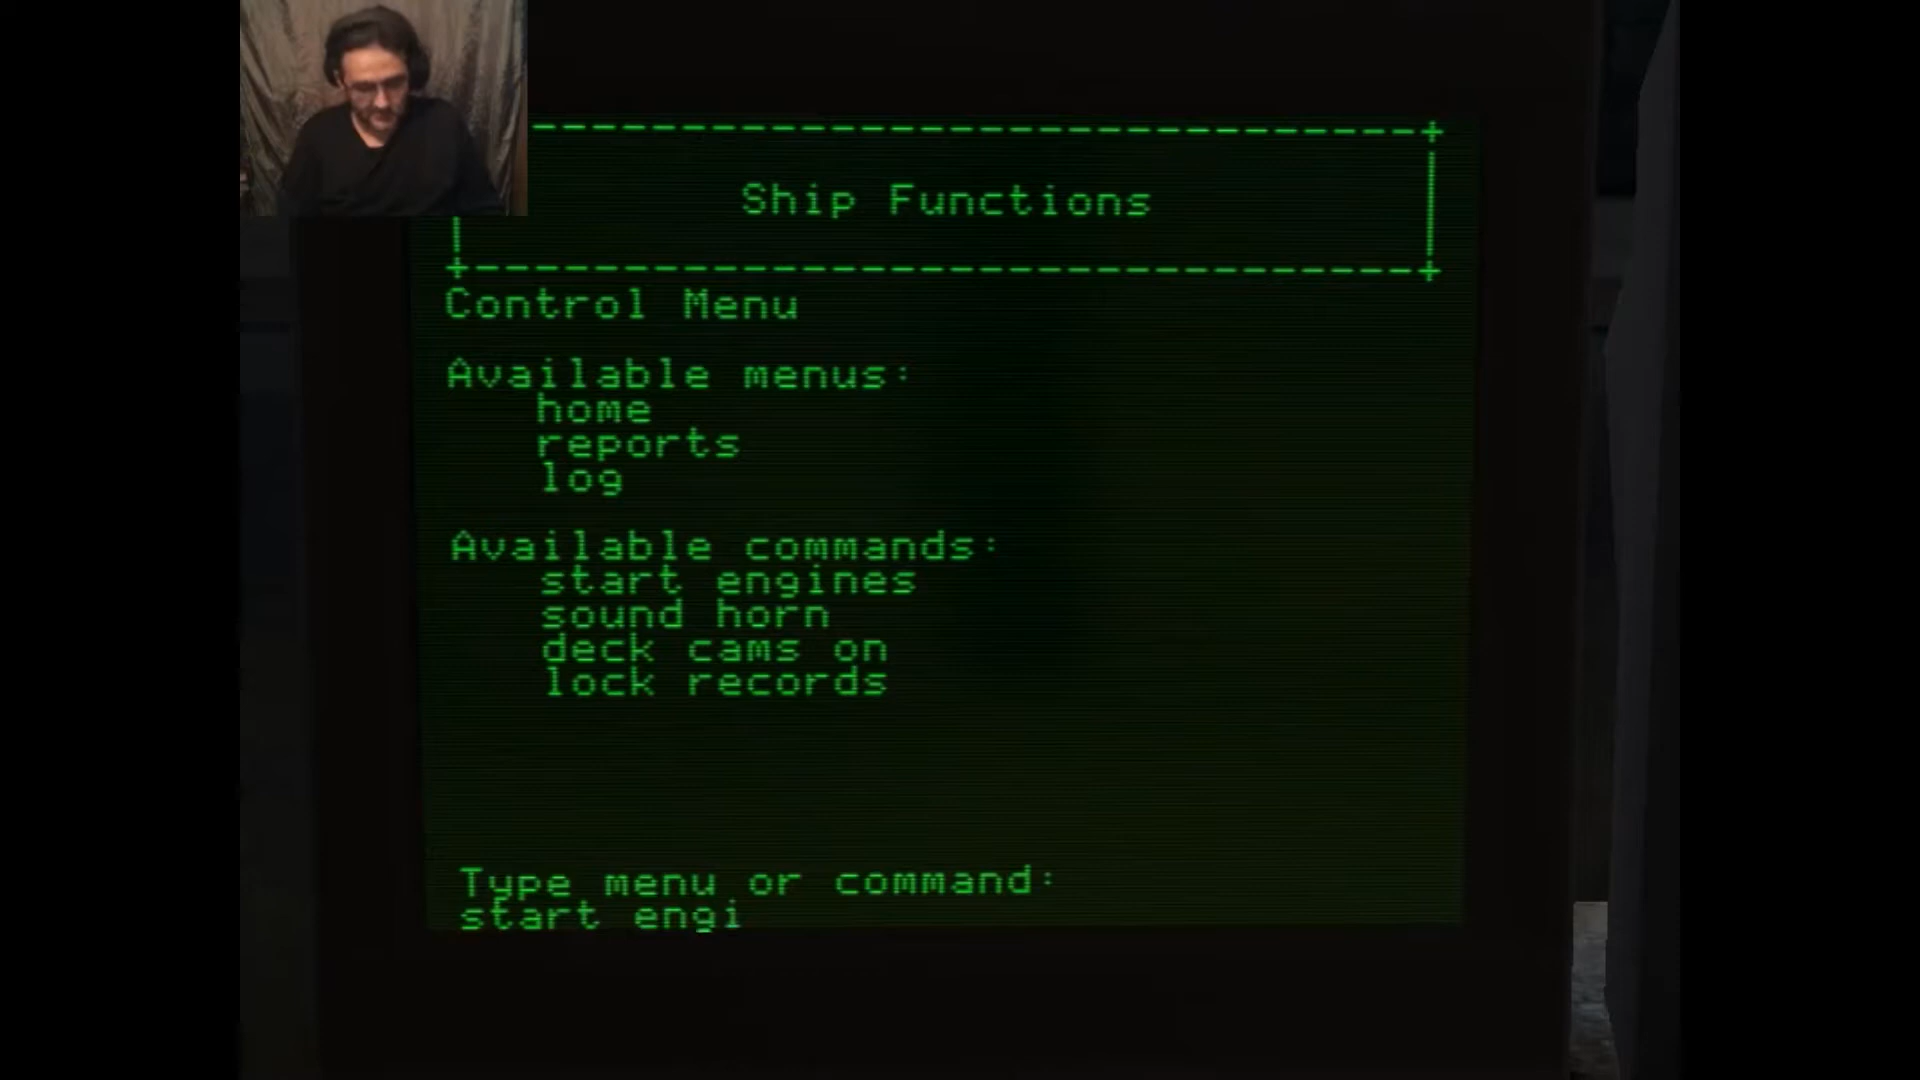 Ship Functions
Control Menu
Available menus:
home
reports
log
Available commands:
start engines
sound horn
deck cams on
lock records
Type menu or command:
start engi